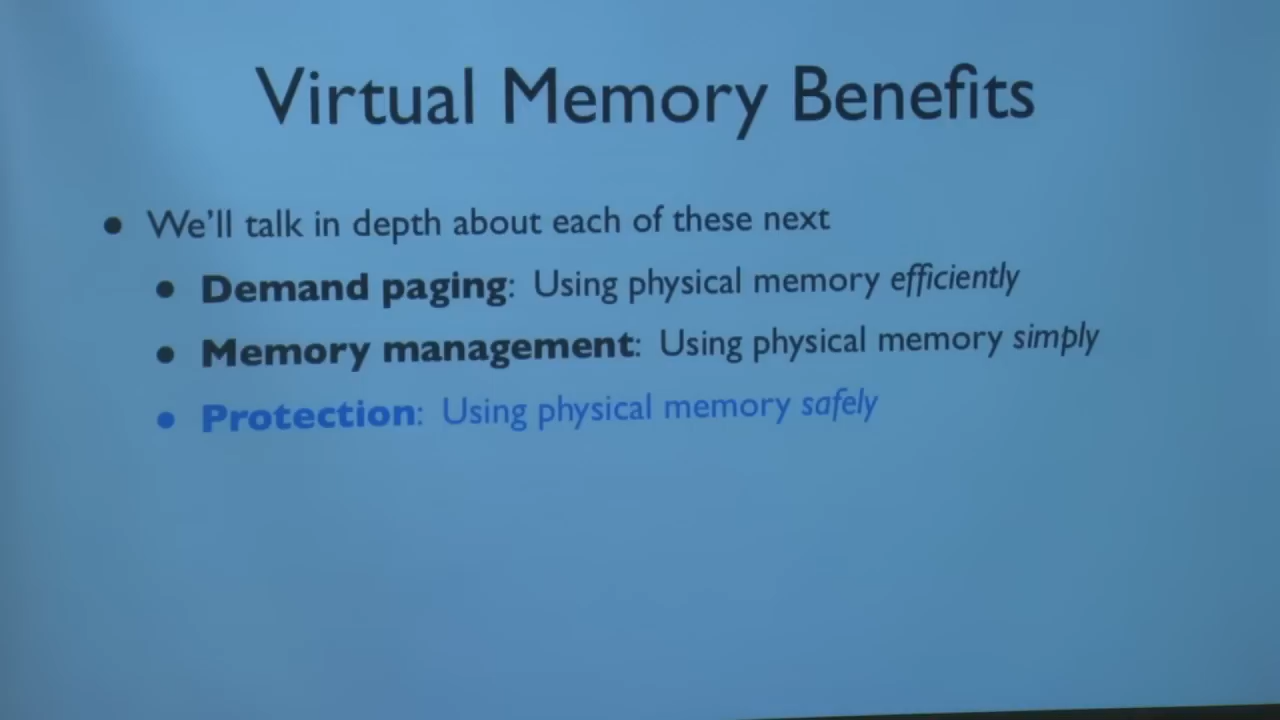 Virtual Memory Benefits
• We'll talk in depth about each of these next
• Demand paging: Using physical memory efficiently
• Memory management: Using physical memory simply
• Protection: Using physical memory safely